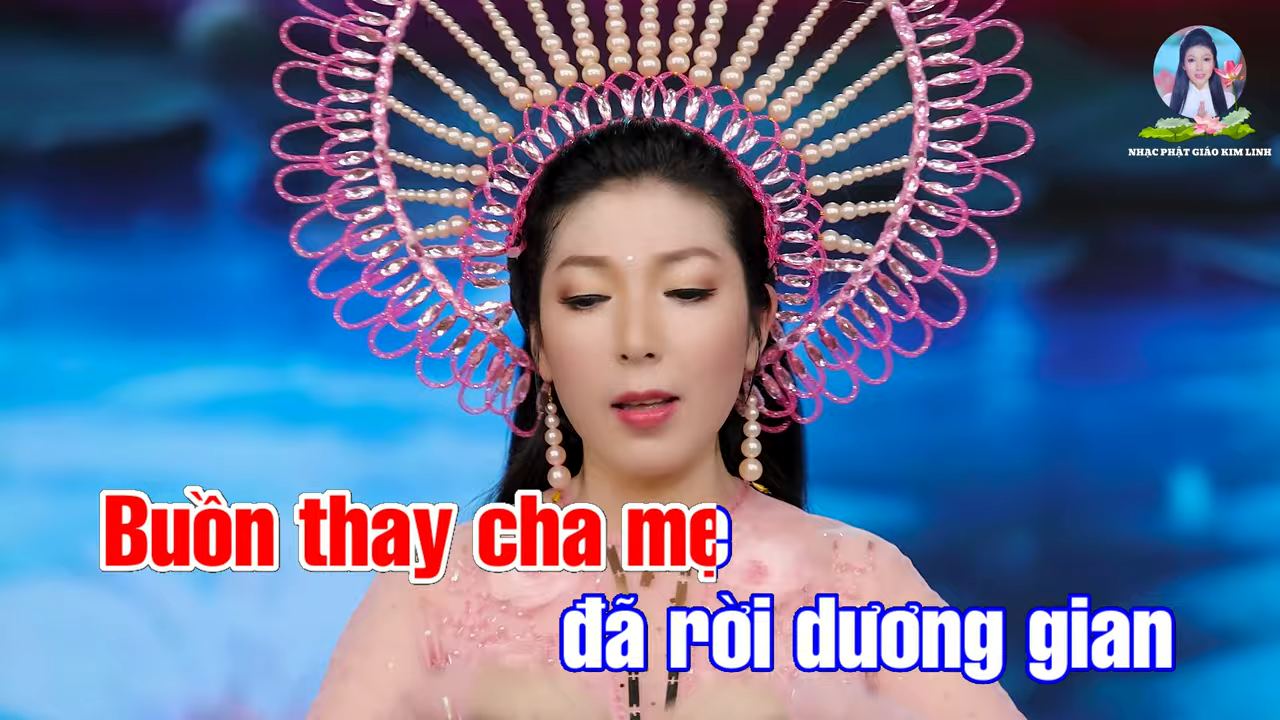 NHẠC PHẬT GIÁO KIM LINH
Buồn thay cha mẹ
đã rời dương gian